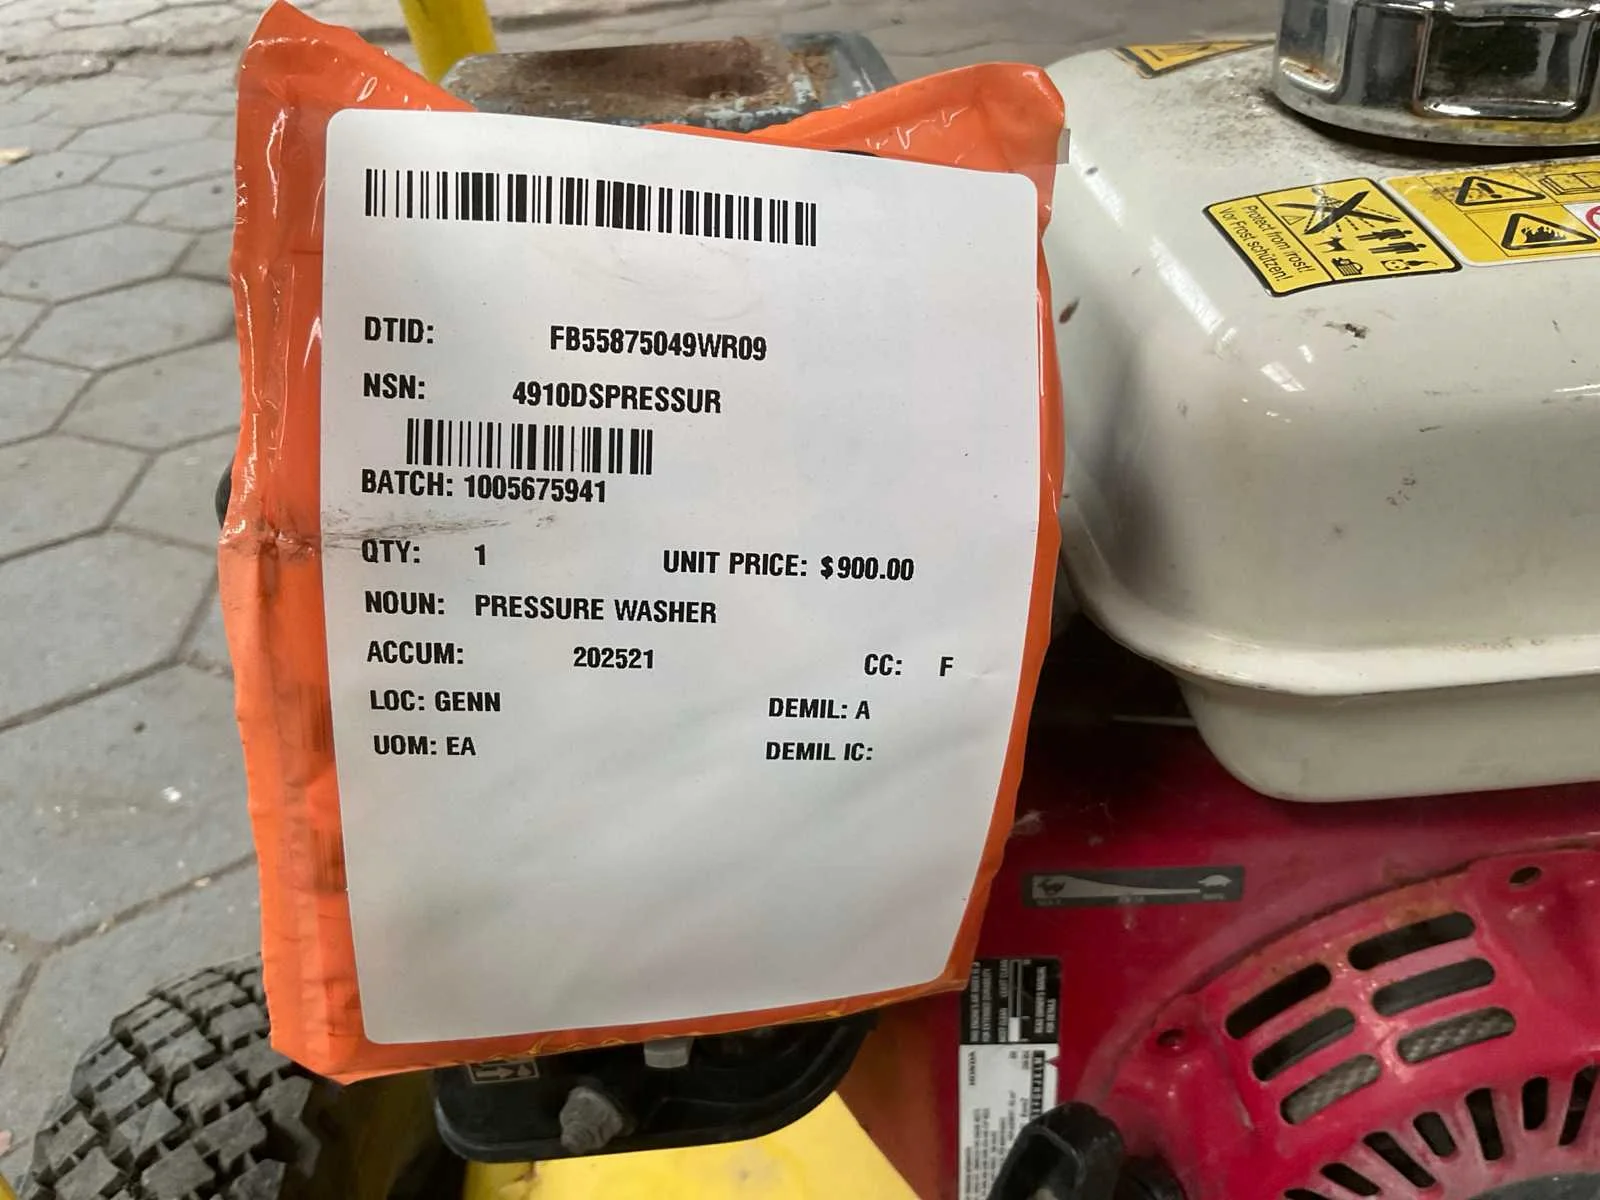 DTID: FB55875049WR09
NSN: 4910DSPRESSUR
BATCH: 1005675941
QTY: 1 UNIT PRICE: $900.00
NOUN: PRESSURE WASHER
ACCUM: 202521 CC: F
LOC: GENN DEMIL: A
UOM: EA DEMIL IC:
Protect from frost!
Vor Frost schützen!